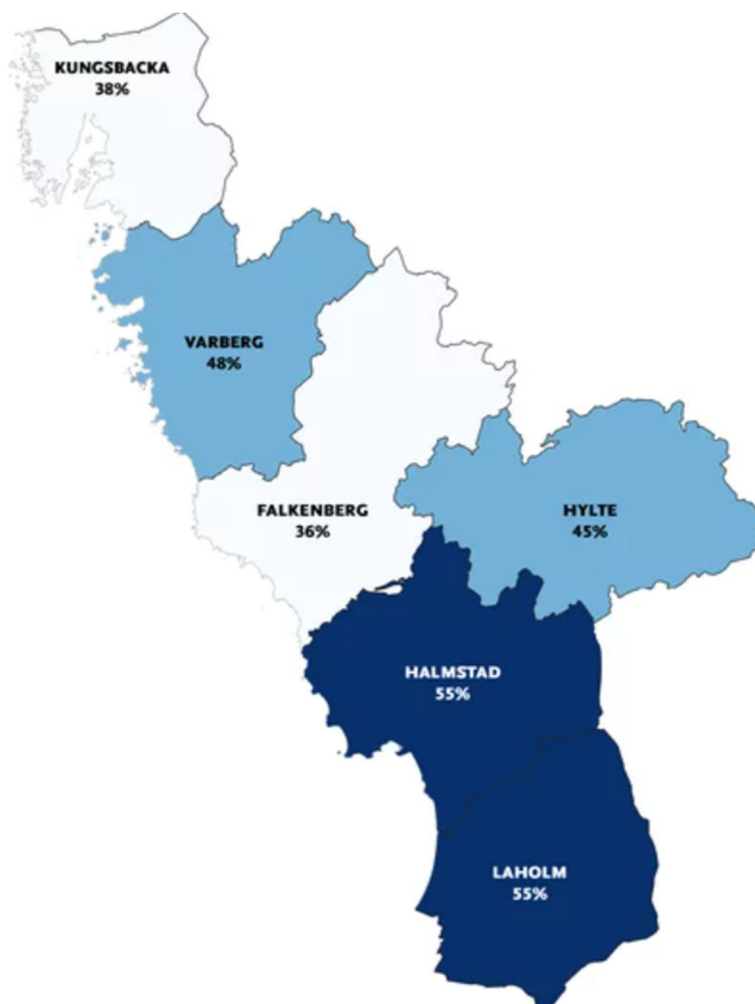 KUNGSBACKA
38%
VARBERG
48%
FALKENBERG
36%
HYLTE
45%
HALMSTAD
55%
LAHOLM
55%